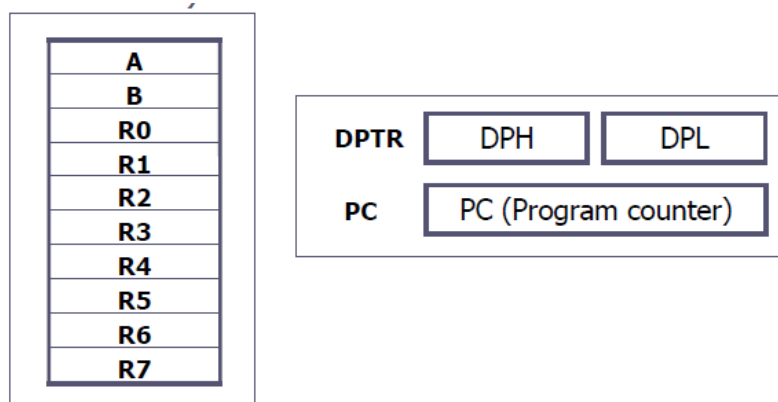 A
B
R0
R1
R2
R3
R4
R5
R6
R7
DPTR DPH DPL
PC PC (Program counter)